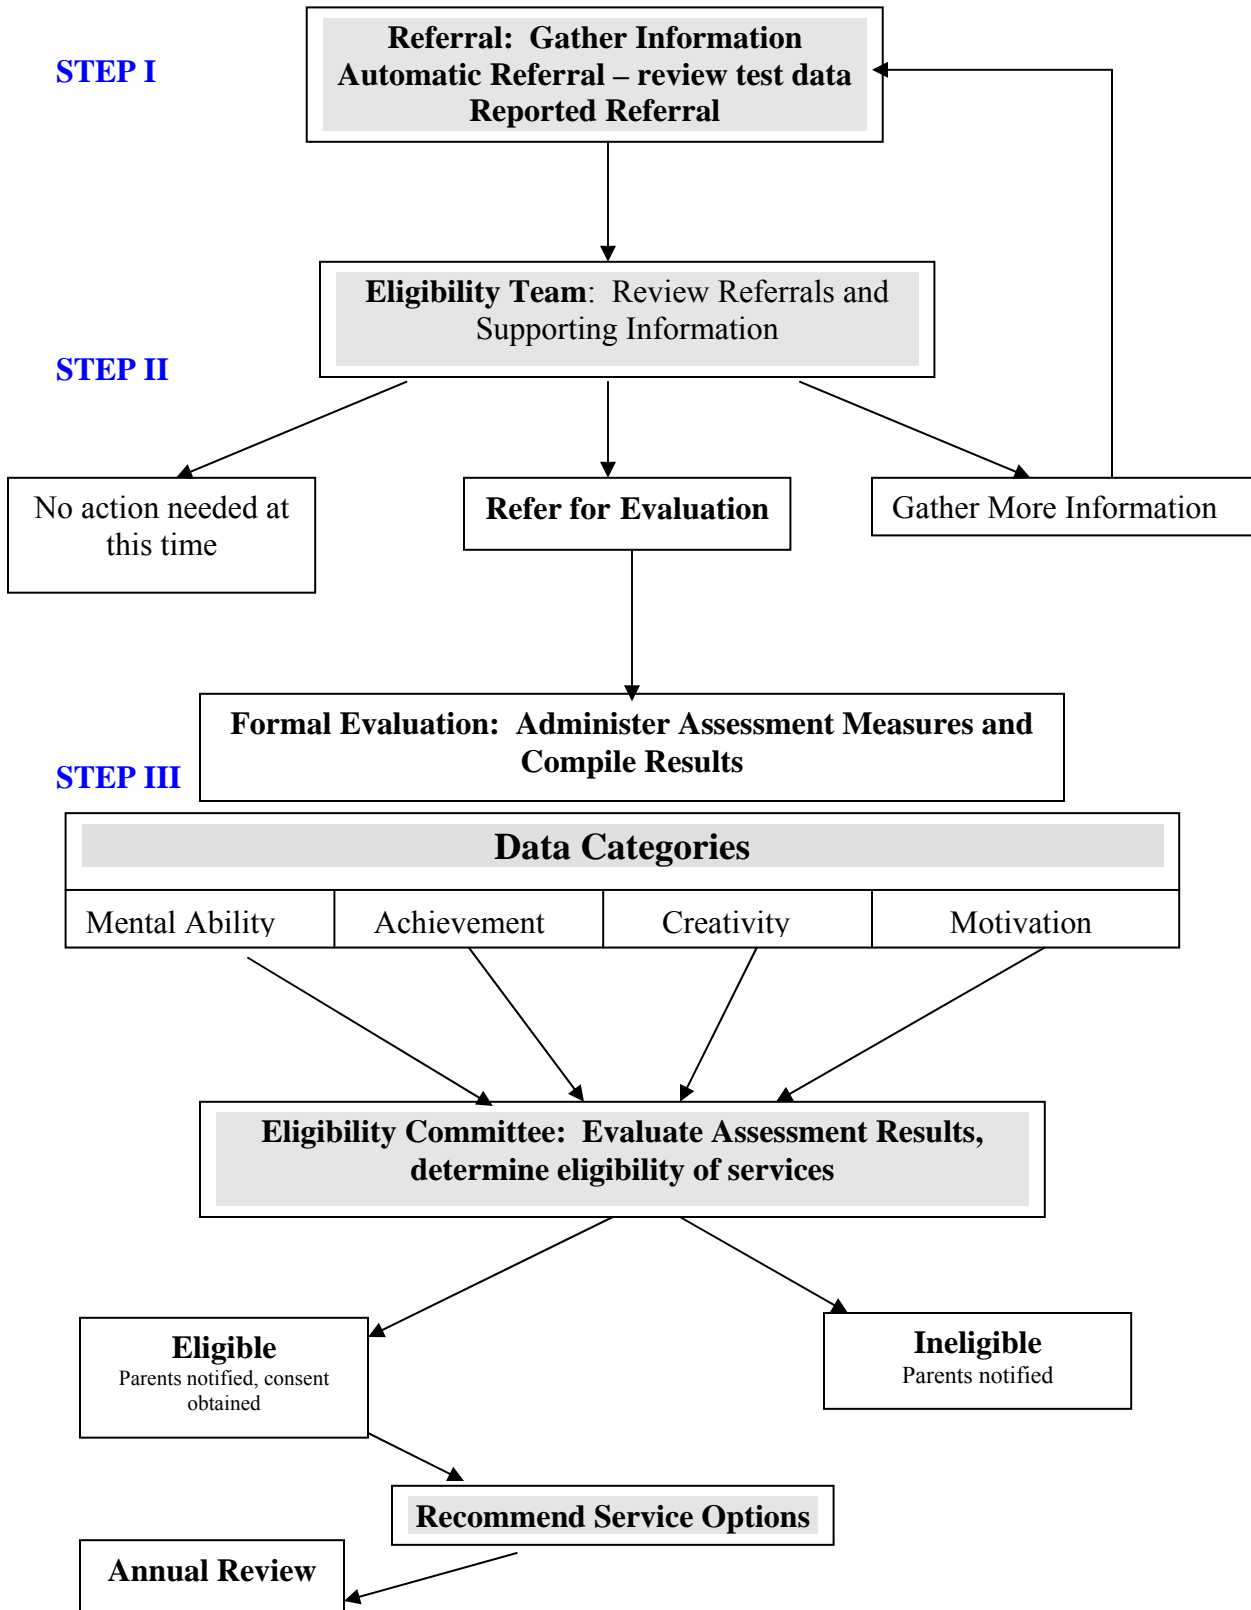 STEP I
Referral:  Gather Information
Automatic Referral – review test data
Reported Referral
Eligibility Team:  Review Referrals and
Supporting Information
STEP II
No action needed at
this time
Refer for Evaluation
Gather More Information
Formal Evaluation:  Administer Assessment Measures and
Compile Results
STEP III
Data Categories
Mental Ability
Achievement
Creativity
Motivation
Eligibility Committee:  Evaluate Assessment Results,
determine eligibility of services
Eligible
Parents notified, consent
obtained
Ineligible
Parents notified
Recommend Service Options
Annual Review